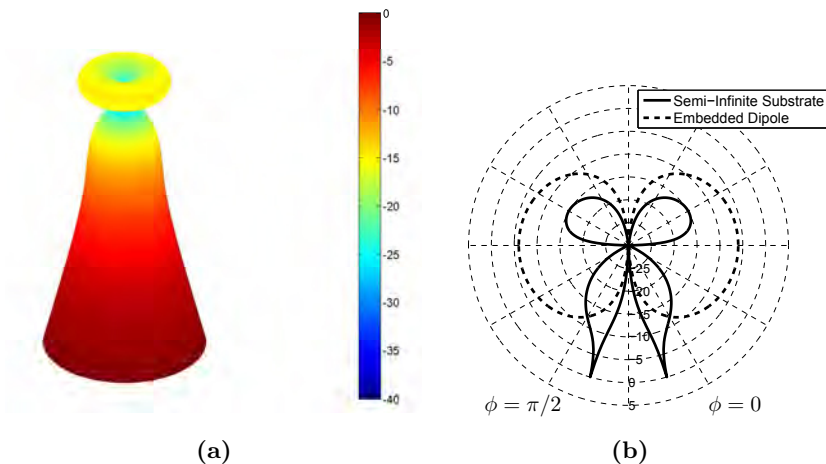 0
-5
-10
-15
-20
-25
-30
-35
-40
(a)
Semi-Infinite Substrate
Embedded Dipole
-25
-20
-15
-10
-5
0
5
ϕ = π/2
ϕ = 0
(b)